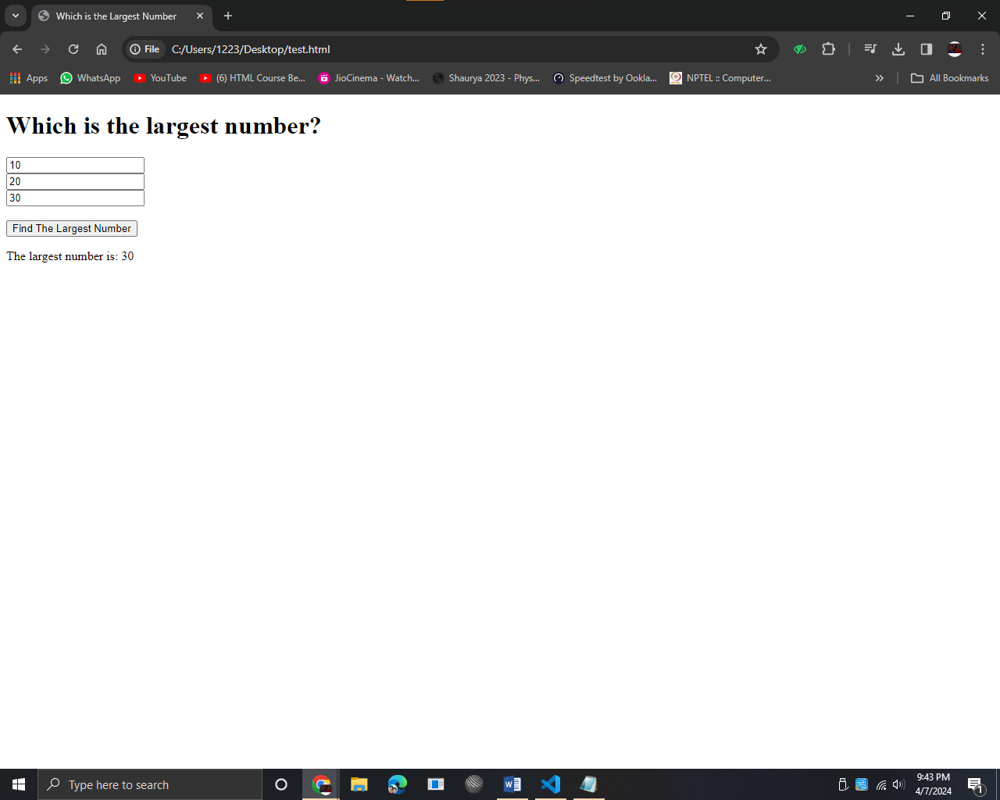 Which is the Largest Number
File C:/Users/1223/Desktop/test.html
Apps WhatsApp YouTube (6) HTML Course Be... JioCinema - Watch... Shaurya 2023 - Phys... Speedtest by Ookla... NPTEL :: Computer... » All Bookmarks
Which is the largest number?
10
20
30
Find The Largest Number
The largest number is: 30
Type here to search
9:43 PM
4/7/2024
1